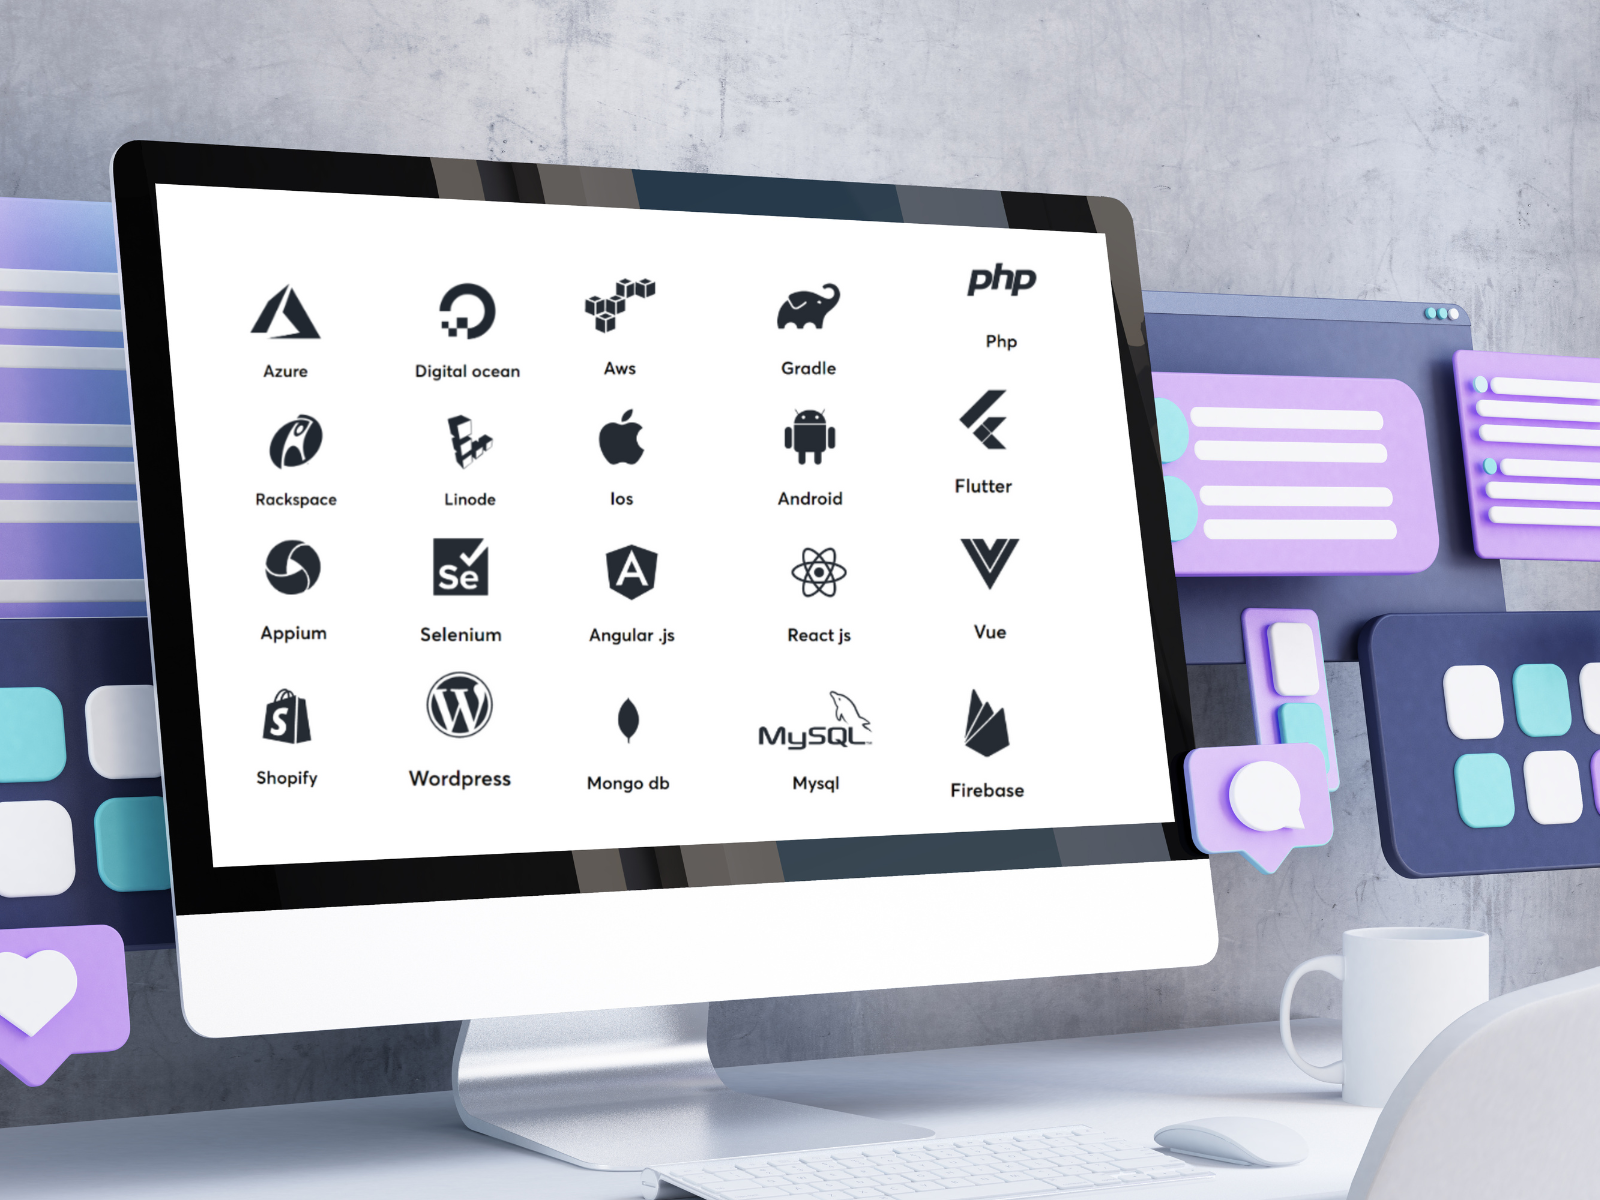 php
Azure
Digital ocean
Aws
Gradle
Php
Rackspace
Linode
Ios
Android
Flutter
Se
A
Appium
Selenium
Angular .js
React js
Vue
S
W
MySQL™
Shopify
Wordpress
Mongo db
Mysql
Firebase